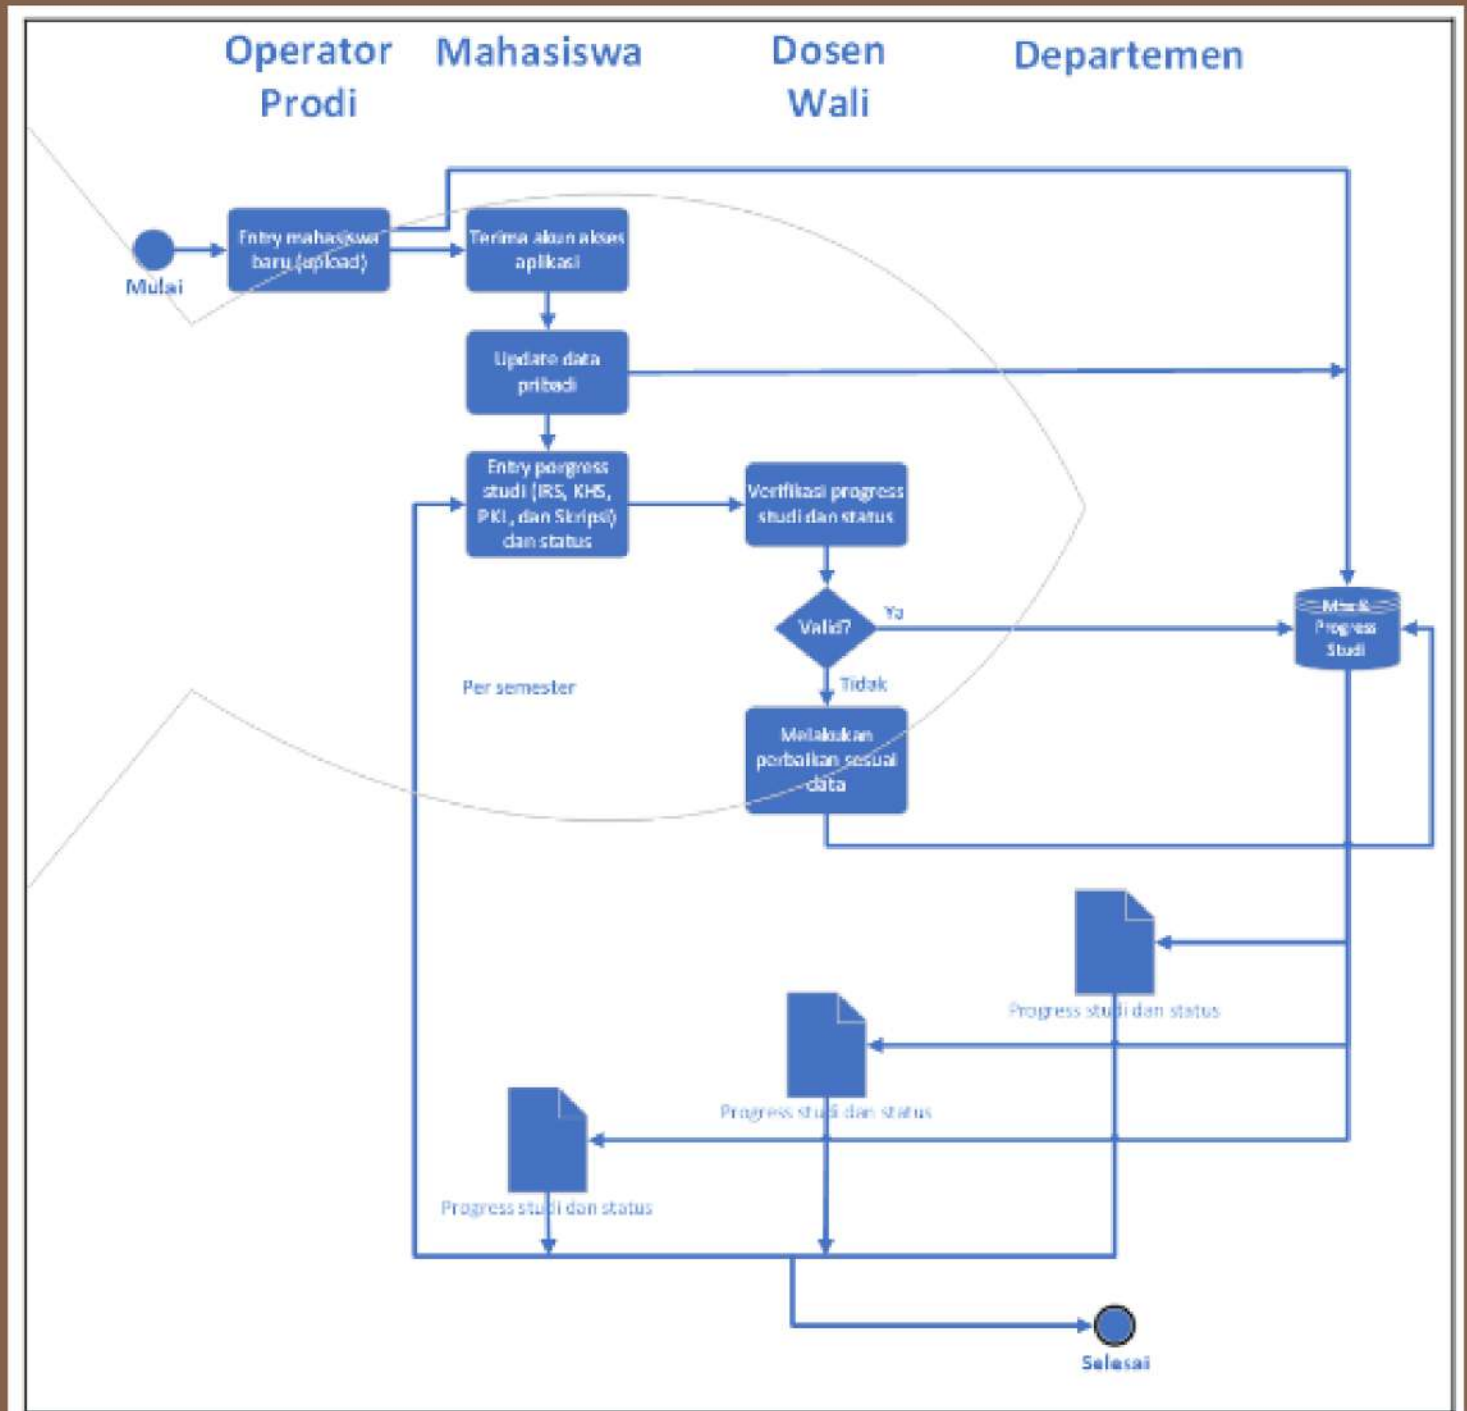 Operator
Prodi
Mahasiswa
Dosen
Wali
Departemen
Mulai
Entry mahasiswa
baru (upload)
Terima akun akses
aplikasi
Update data
pribadi
Entry porgress
studi (IRS, KHS,
PKL, dan Skripsi)
dan status
Verifikasi progress
studi dan status
Valid?
Ya
Tidak
Progress
Studi
Per semester
Melakukan
perbaikan sesuai
data
Progress studi dan status
Progress studi dan status
Progress studi dan status
Selesai